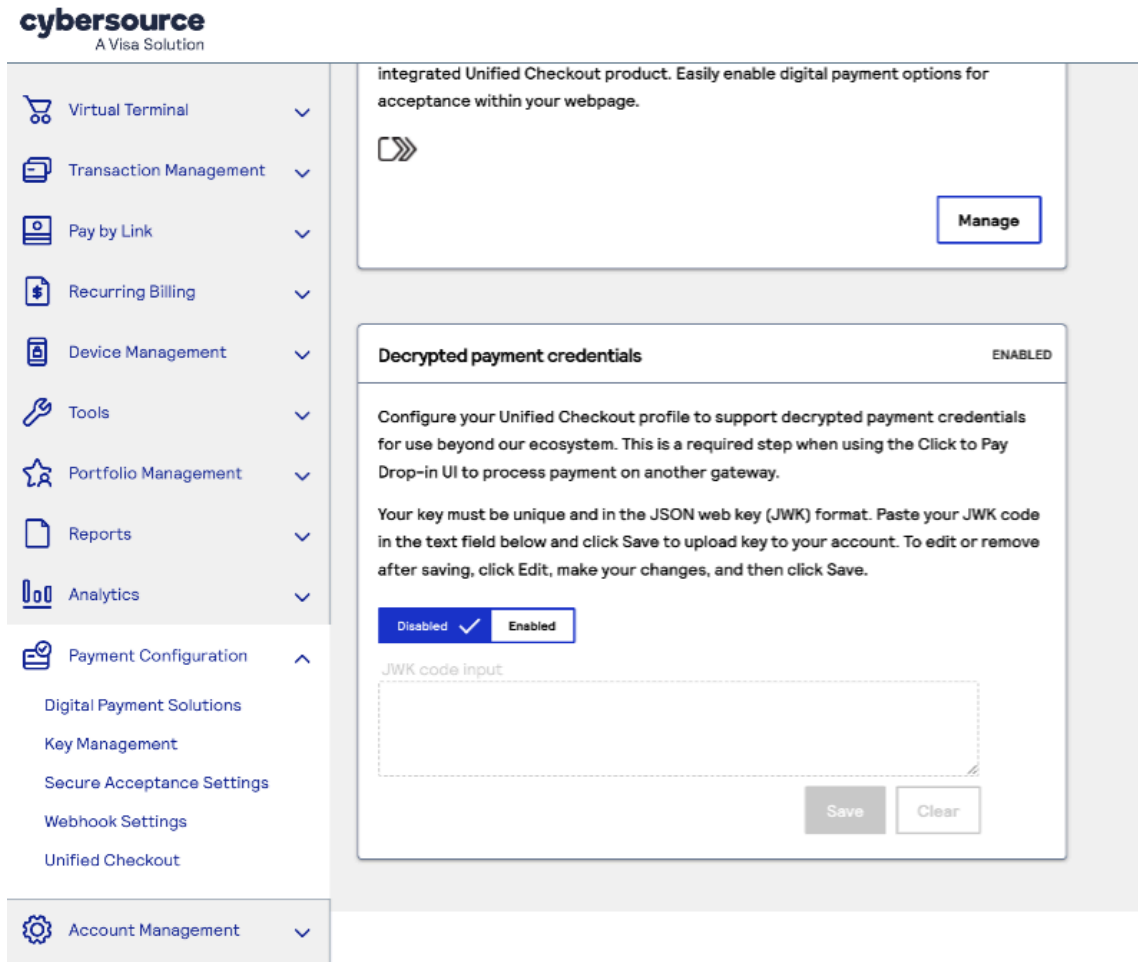 cybersource
A Visa Solution
Virtual Terminal
Transaction Management
Pay by Link
Recurring Billing
Device Management
Tools
Portfolio Management
Reports
Analytics
Payment Configuration
Digital Payment Solutions
Key Management
Secure Acceptance Settings
Webhook Settings
Unified Checkout
Account Management
integrated Unified Checkout product. Easily enable digital payment options for
acceptance within your webpage.
Manage
Decrypted payment credentials ENABLED
Configure your Unified Checkout profile to support decrypted payment credentials
for use beyond our ecosystem. This is a required step when using the Click to Pay
Drop-in UI to process payment on another gateway.
Your key must be unique and in the JSON web key (JWK) format. Paste your JWK code
in the text field below and click Save to upload key to your account. To edit or remove
after saving, click Edit, make your changes, and then click Save.
Disabled Enabled
JWK code input
Save Clear